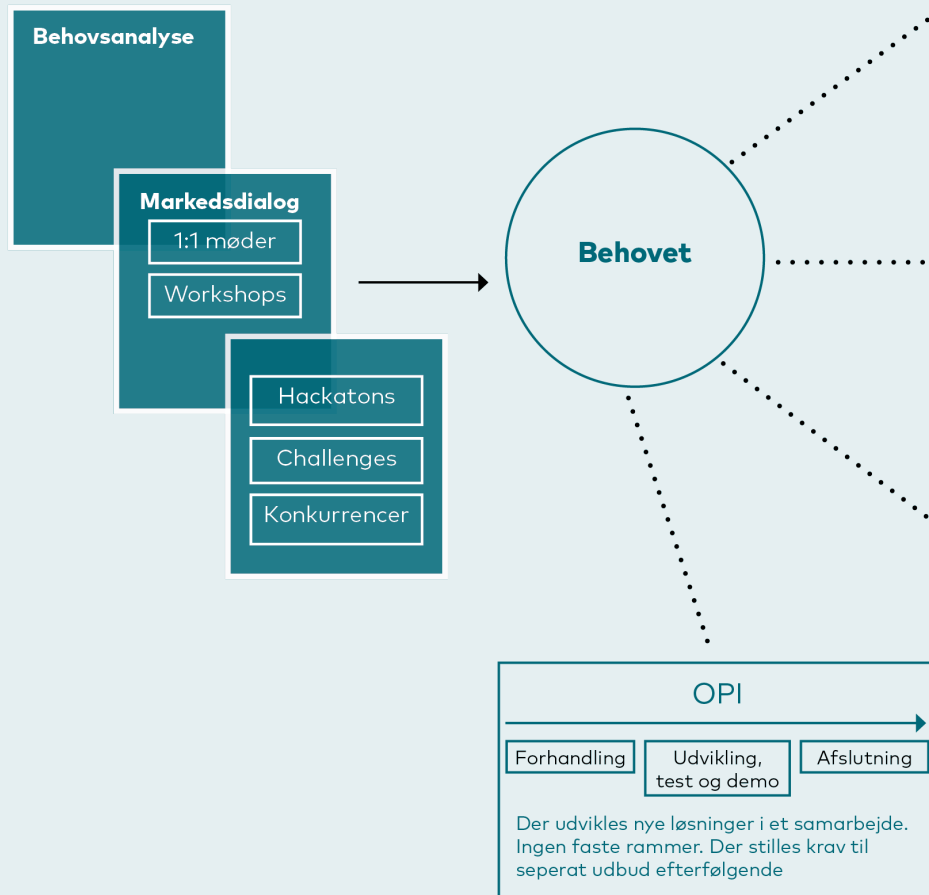 Behovsanalyse
Markedsdialog
1:1 møder
Workshops
Hackatons
Challenges
Konkurrencer
Behovet
OPI
Forhandling
Udvikling,
test og demo
Afslutning
Der udvikles nye løsninger i et samarbejde.
Ingen faste rammer. Der stilles krav til
seperat udbud efterfølgende